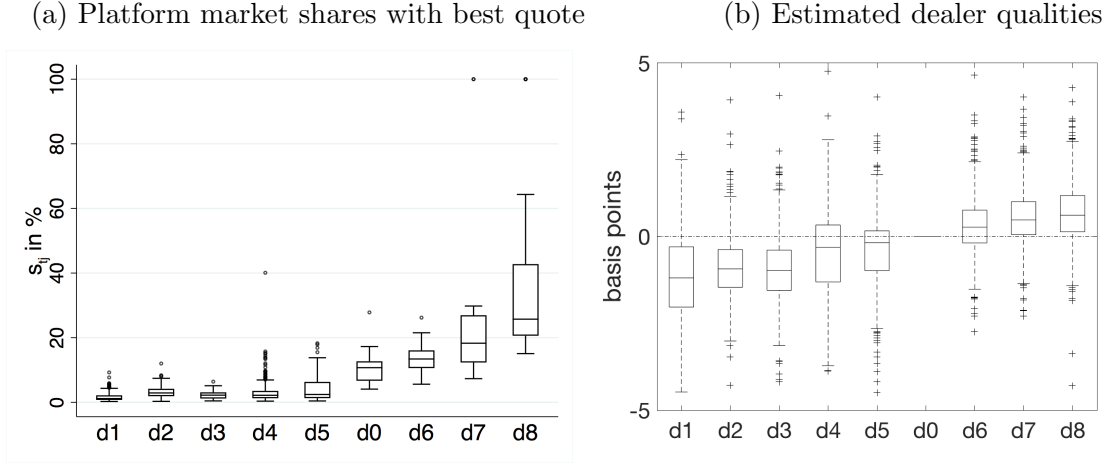 (a) Platform market shares with best quote
(b) Estimated dealer qualities
s_tj in %
100
80
60
40
20
0
d1 d2 d3 d4 d5 d0 d6 d7 d8
basis points
5
0
-5
d1 d2 d3 d4 d5 d0 d6 d7 d8